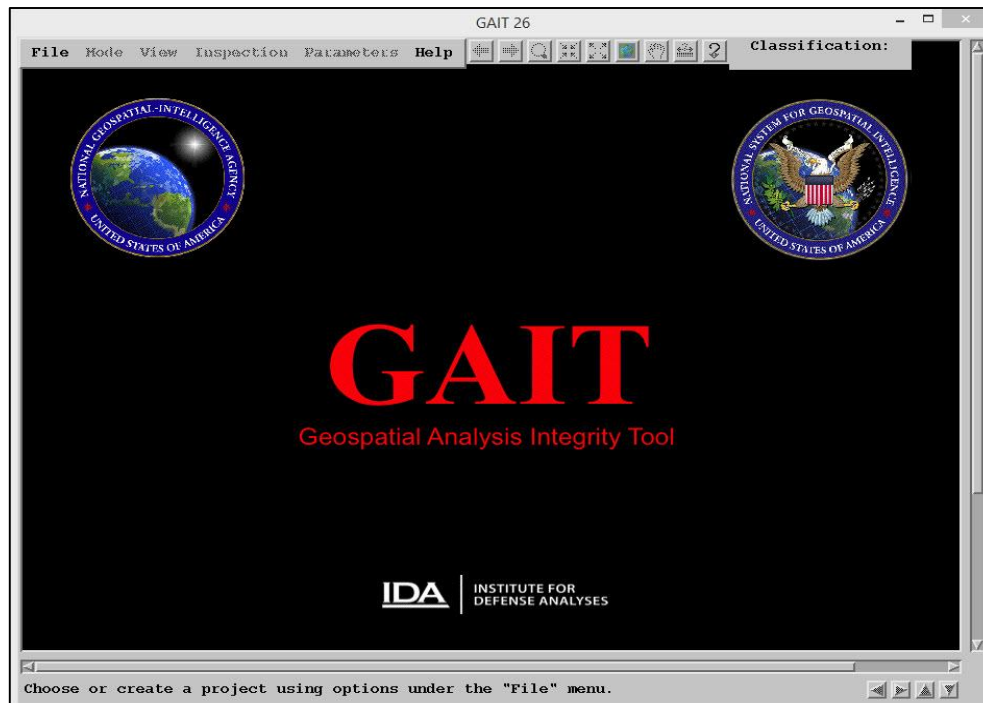 GAIT 26
File Mode View Inspection Parameters Help
Classification:
NATIONAL GEOSPATIAL-INTELLIGENCE AGENCY
UNITED STATES OF AMERICA
NATIONAL SYSTEM FOR GEOSPATIAL INTELLIGENCE
UNITED STATES OF AMERICA
GAIT
Geospatial Analysis Integrity Tool
IDA
INSTITUTE FOR
DEFENSE ANALYSES
Choose or create a project using options under the "File" menu.